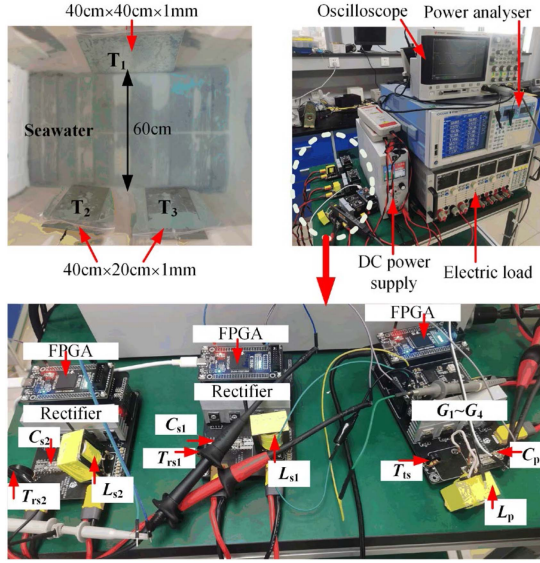 40cm×40cm×1mm
T1
Seawater
60cm
T2
T3
40cm×20cm×1mm
Oscilloscope
Power analyser
DC power
supply
Electric load
FPGA
Rectifier
Cs2
Trs2
Ls2
FPGA
Rectifier
Cs1
Trs1
Ls1
FPGA
G1~G4
Tts
Cp
Lp